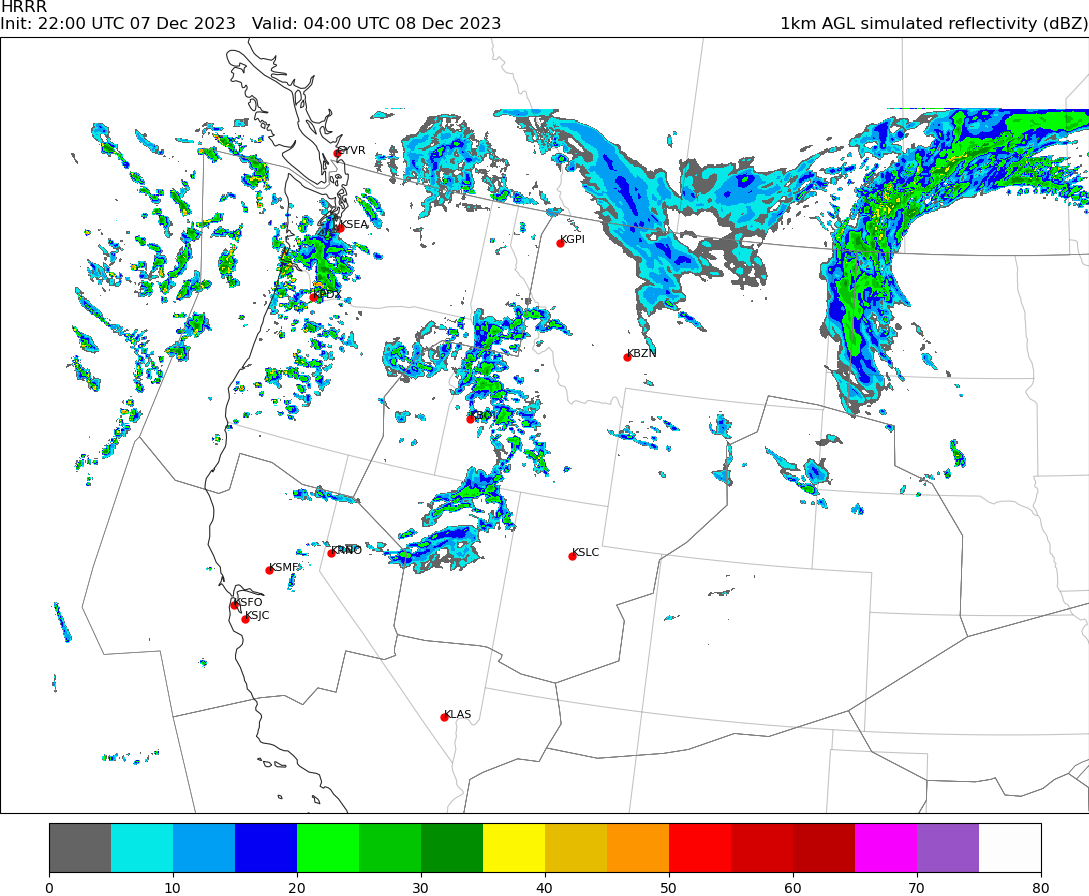 HRRR
Init: 22:00 UTC 07 Dec 2023   Valid: 04:00 UTC 08 Dec 2023
1km AGL simulated reflectivity (dBZ)
CYVR
KSEA
KGPI
KPDX
KBZN
KBOI
KRNO
KSLC
KSMF
KSFO
KSJC
KLAS
0 10 20 30 40 50 60 70 80